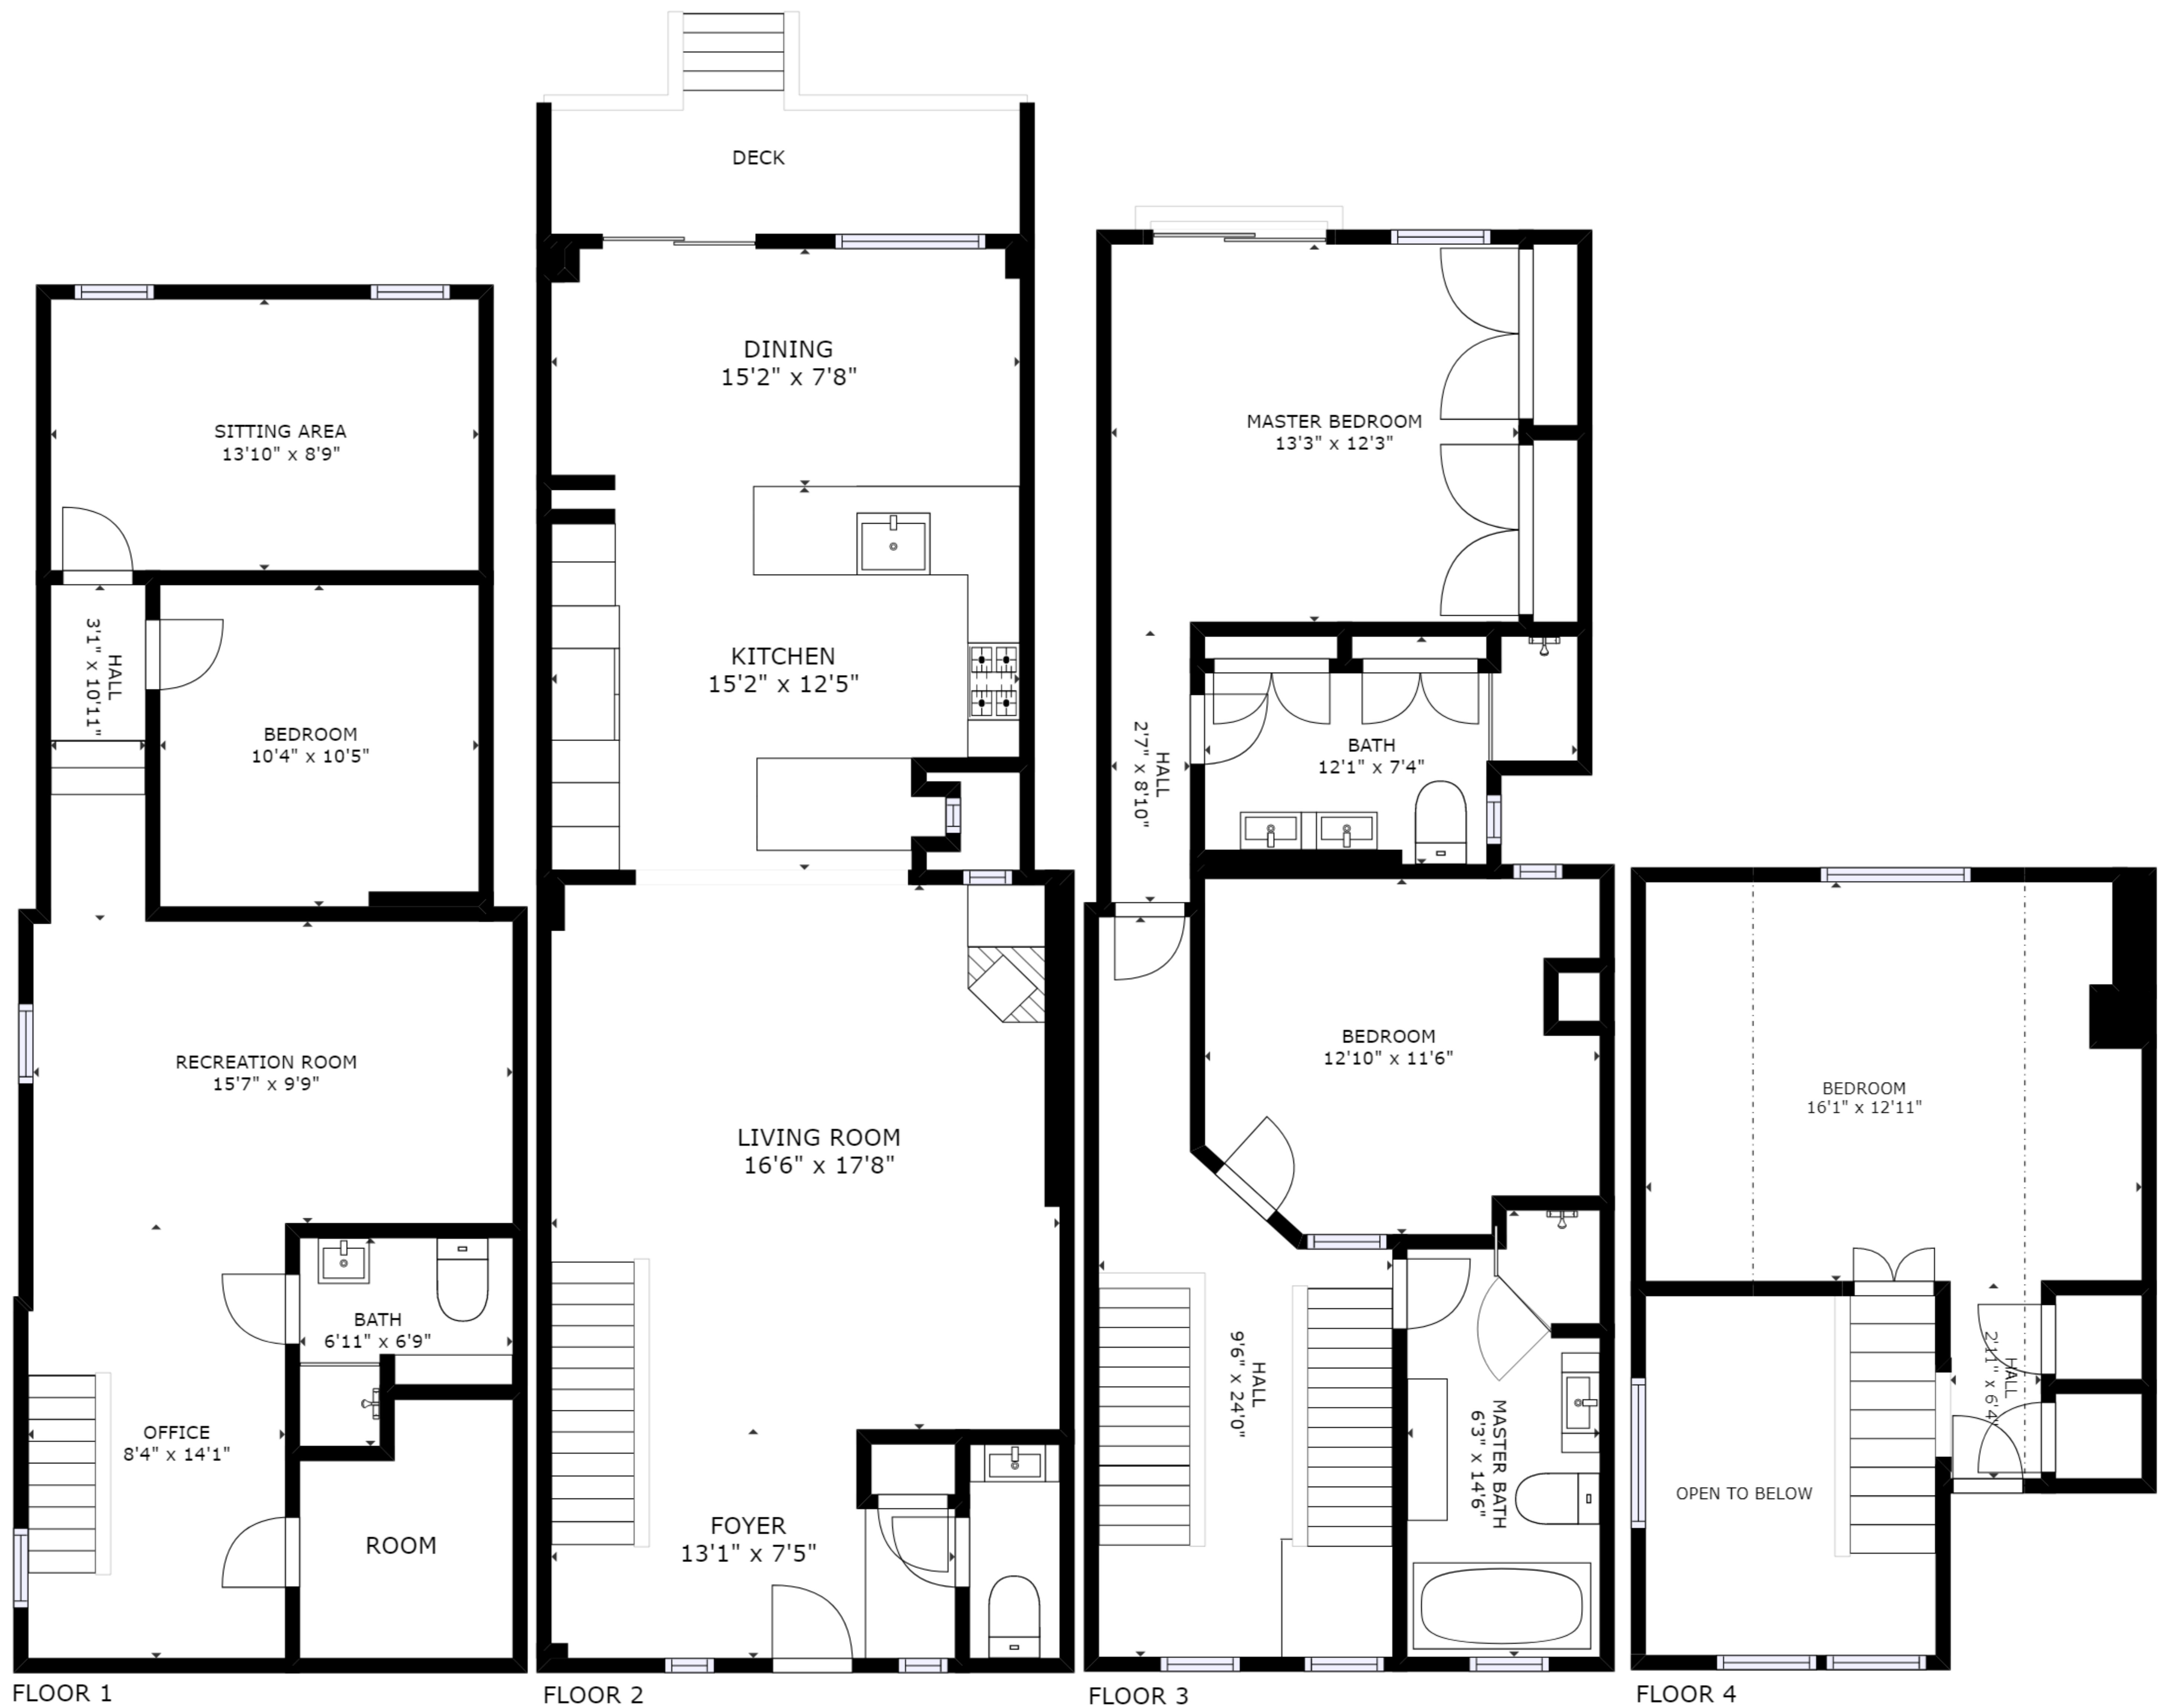 SITTING AREA
13'10" x 8'9"
HALL
3'1" x 10'11"
BEDROOM
10'4" x 10'5"
RECREATION ROOM
15'7" x 9'9"
BATH
6'11" x 6'9"
OFFICE
8'4" x 14'1"
ROOM
FLOOR 1
DECK
DINING
15'2" x 7'8"
KITCHEN
15'2" x 12'5"
LIVING ROOM
16'6" x 17'8"
FOYER
13'1" x 7'5"
FLOOR 2
MASTER BEDROOM
13'3" x 12'3"
HALL
2'7" x 8'10"
BATH
12'1" x 7'4"
BEDROOM
12'10" x 11'6"
HALL
9'6" x 24'0"
MASTER BATH
6'3" x 14'6"
FLOOR 3
BEDROOM
16'1" x 12'11"
HALL
2'11" x 6'4"
OPEN TO BELOW
FLOOR 4